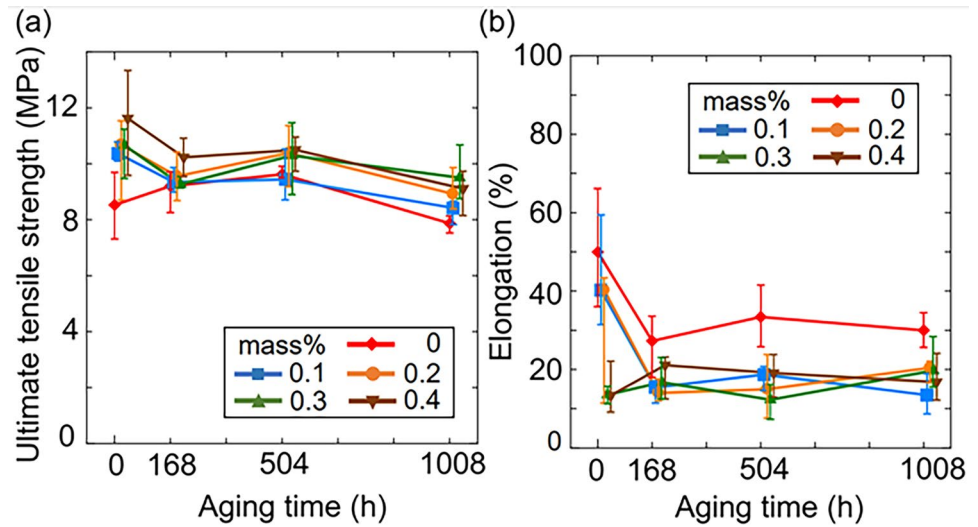 (a)
Ultimate tensile strength (MPa)
12
8
4
0
mass% 0
0.1 0.2
0.3 0.4
0 168 504 1008
Aging time (h)
(b)
Elongation (%)
100
80
60
40
20
0
mass% 0
0.1 0.2
0.3 0.4
0 168 504 1008
Aging time (h)